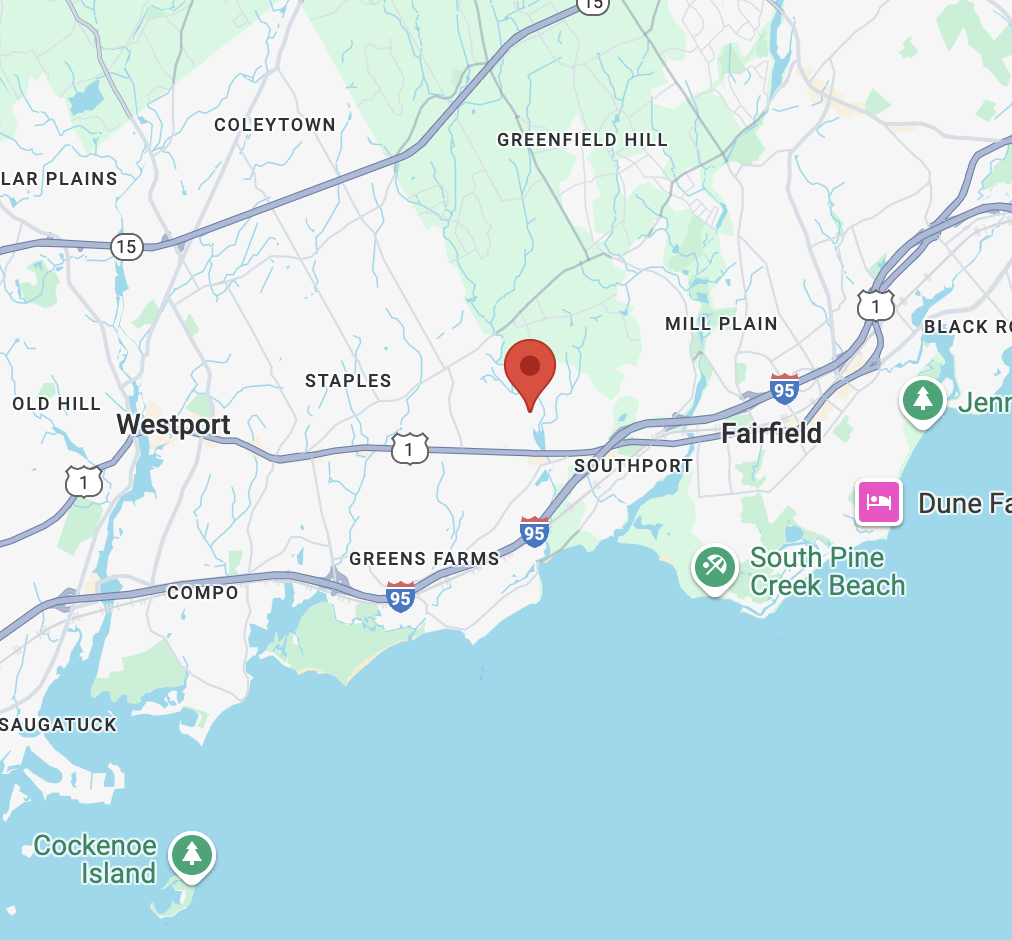 15
COLEYTOWN
GREENFIELD HILL
LAR PLAINS
15
1
MILL PLAIN
BLACK RO
STAPLES
95
OLD HILL
Westport
Jenn
Fairfield
1
SOUTHPORT
1
Dune Fa
95
GREENS FARMS
South Pine
Creek Beach
COMPO
95
SAUGATUCK
Cockenoe
Island